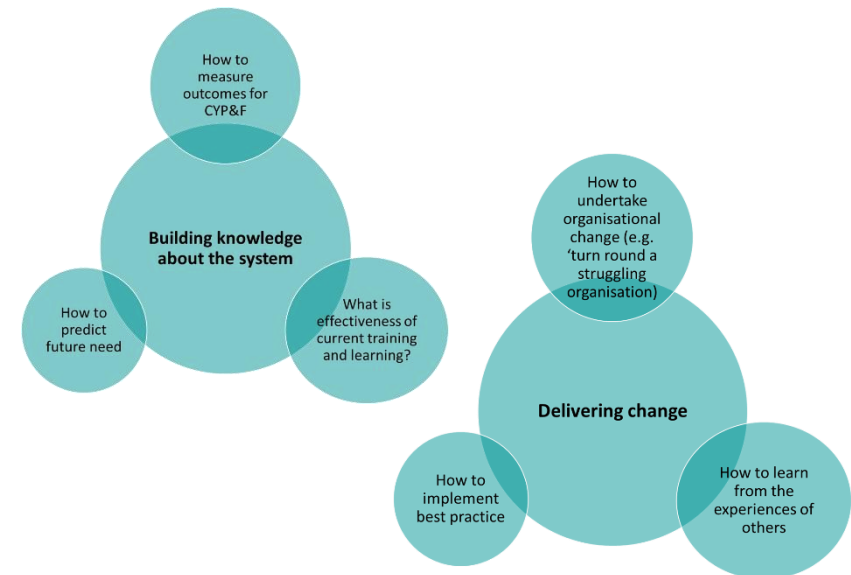 How to
measure
outcomes for
CYP&F
Building knowledge
about the system
How to
predict
future need
What is
effectiveness of
current training
and learning?
How to
undertake
organisational
change (e.g.
‘turn round a
struggling
organisation)
Delivering change
How to
implement
best practice
How to learn
from the
experiences of
others